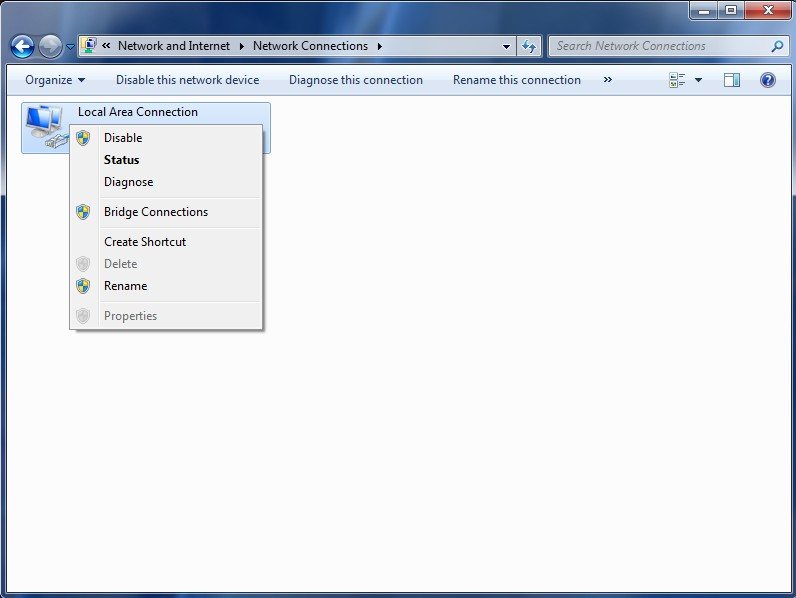 « Network and Internet ▸ Network Connections ▸ Search Network Connections
Organize Disable this network device Diagnose this connection Rename this connection »
Local Area Connection
Disable
Status
Diagnose
Bridge Connections
Create Shortcut
Delete
Rename
Properties